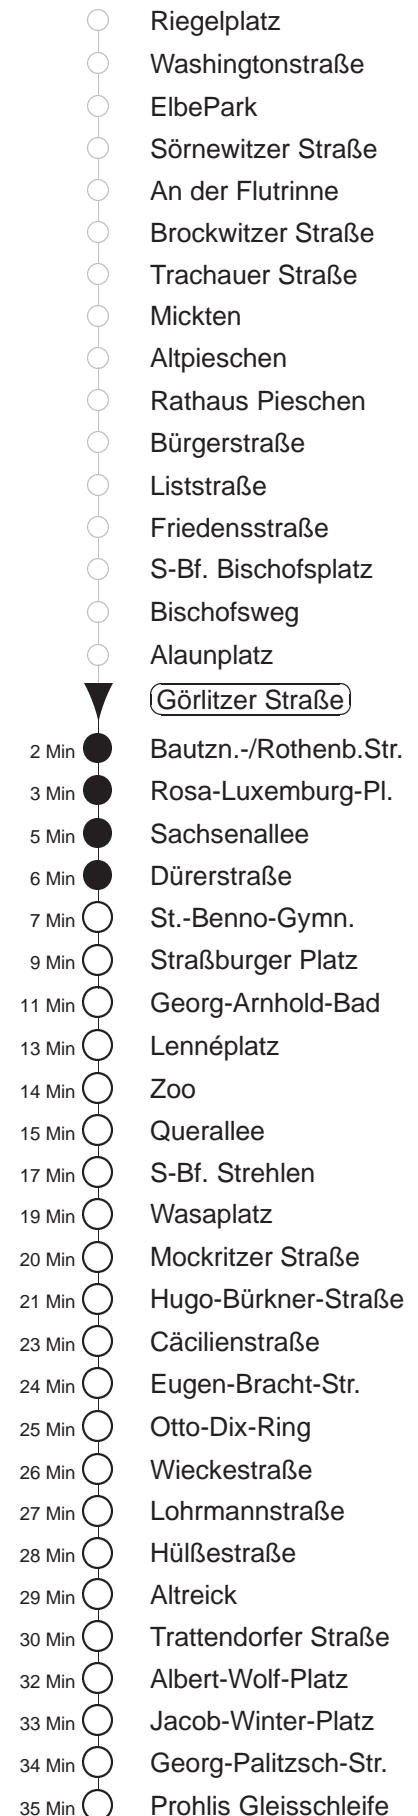 Riegelplatz
Washingtonstraße
ElbePark
Sörnewitzer Straße
An der Flutrinne
Brockwitzer Straße
Trachauer Straße
Mickten
Altpieschen
Rathaus Pieschen
Bürgerstraße
Liststraße
Friedensstraße
S-Bf. Bischofsplatz
Bischofsweg
Alaunplatz
Görlitzer Straße
2 Min Bautzn.-/Rothenb.Str.
3 Min Rosa-Luxemburg-Pl.
5 Min Sachsenallee
6 Min Dürerstraße
7 Min St.-Benno-Gymn.
9 Min Straßburger Platz
11 Min Georg-Arnhold-Bad
13 Min Lennéplatz
14 Min Zoo
15 Min Querallee
17 Min S-Bf. Strehlen
19 Min Wasaplatz
20 Min Mockritzer Straße
21 Min Hugo-Bürkner-Straße
23 Min Cäcilienstraße
24 Min Eugen-Bracht-Str.
25 Min Otto-Dix-Ring
26 Min Wieckestraße
27 Min Lohrmannstraße
28 Min Hülßestraße
29 Min Altreick
30 Min Trattendorfer Straße
32 Min Albert-Wolf-Platz
33 Min Jacob-Winter-Platz
34 Min Georg-Palitzsch-Str.
35 Min Prohlis Gleisschleife